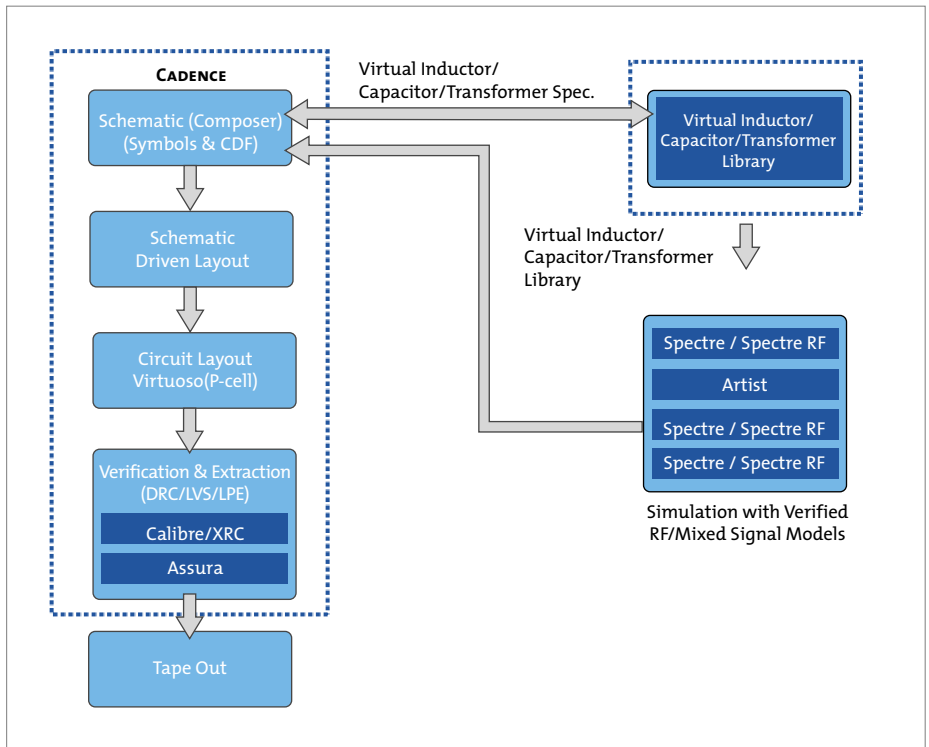 CADENCE
Schematic (Composer)
(Symbols & CDF)
Schematic
Driven Layout
Circuit Layout
Virtuoso(P-cell)
Verification & Extraction
(DRC/LVS/LPE)
Calibre/XRC
Assura
Tape Out
Virtual Inductor/
Capacitor/Transformer Spec.
Virtual Inductor/
Capacitor/Transformer
Library
Virtual Inductor/
Capacitor/Transformer
Library
Spectre / Spectre RF
Artist
Spectre / Spectre RF
Spectre / Spectre RF
Simulation with Verified
RF/Mixed Signal Models